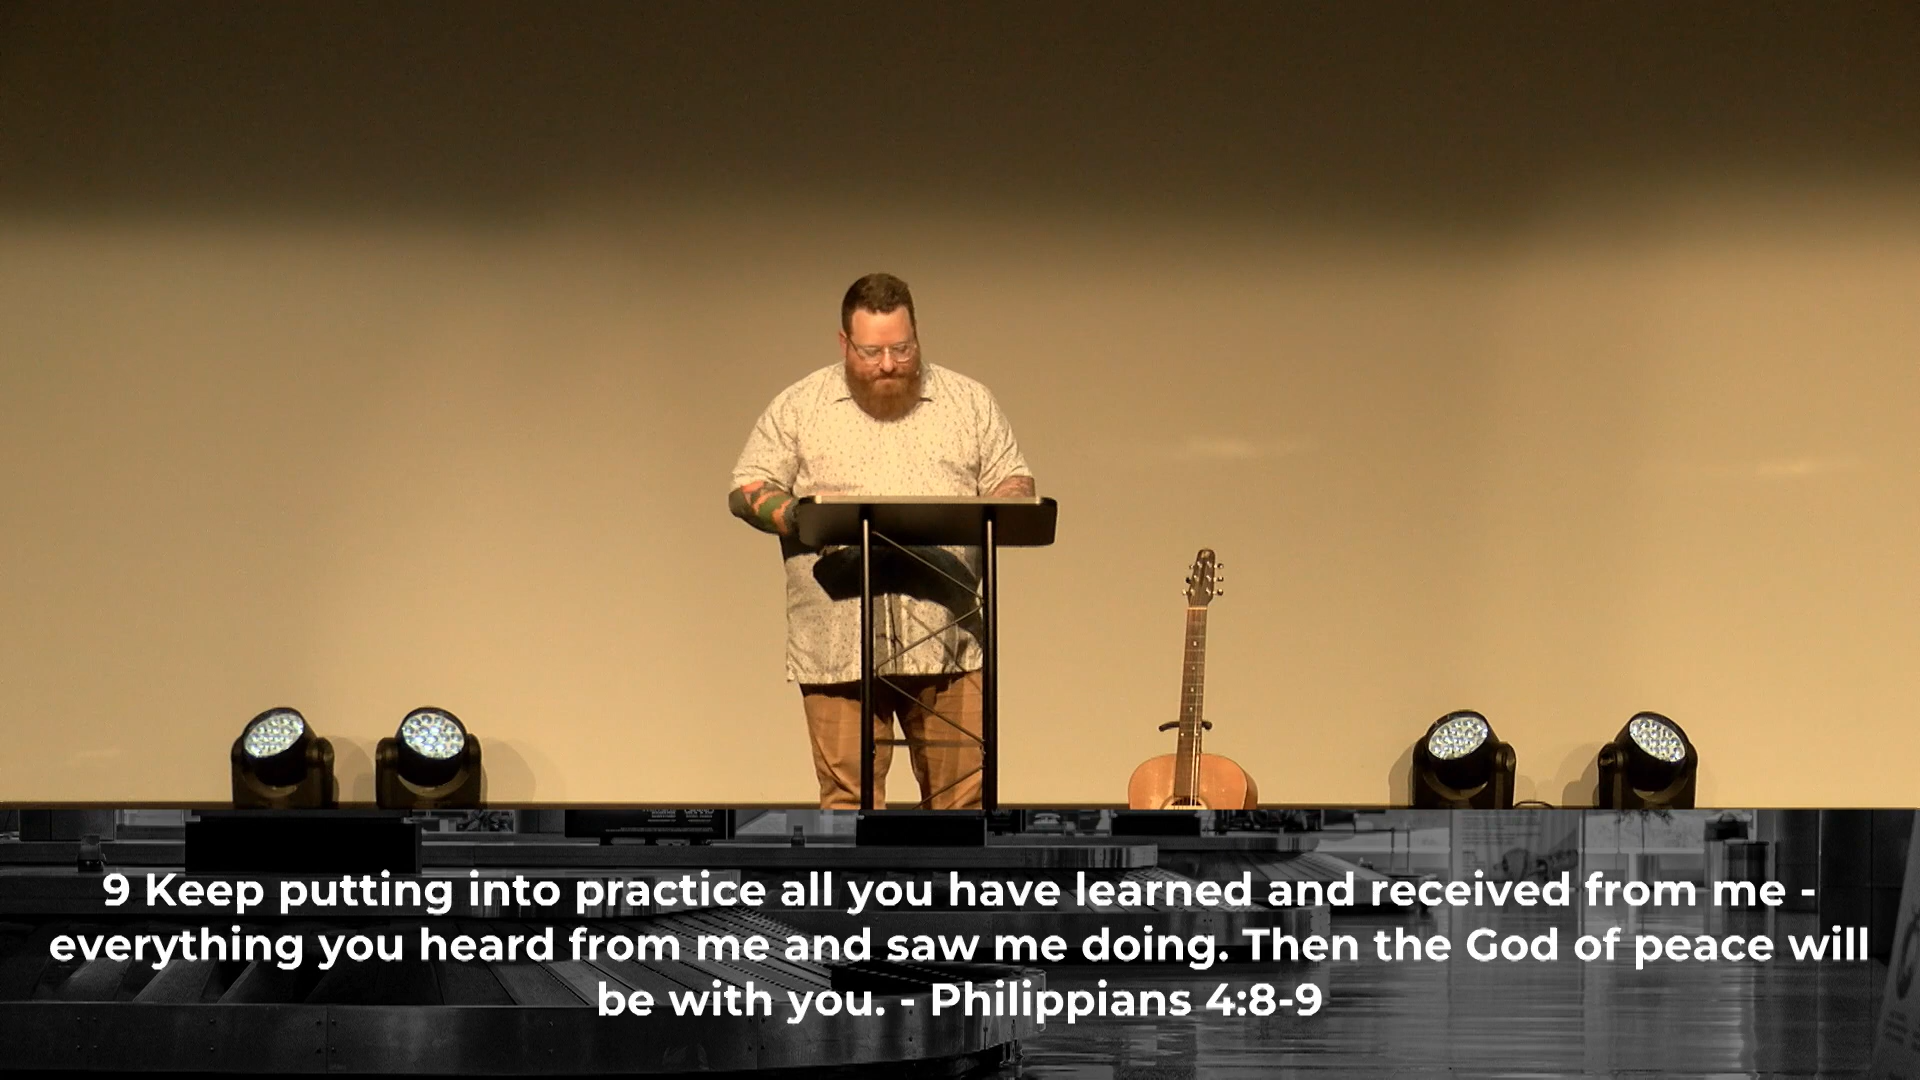 9 Keep putting into practice all you have learned and received from me -
everything you heard from me and saw me doing. Then the God of peace will
be with you. - Philippians 4:8-9